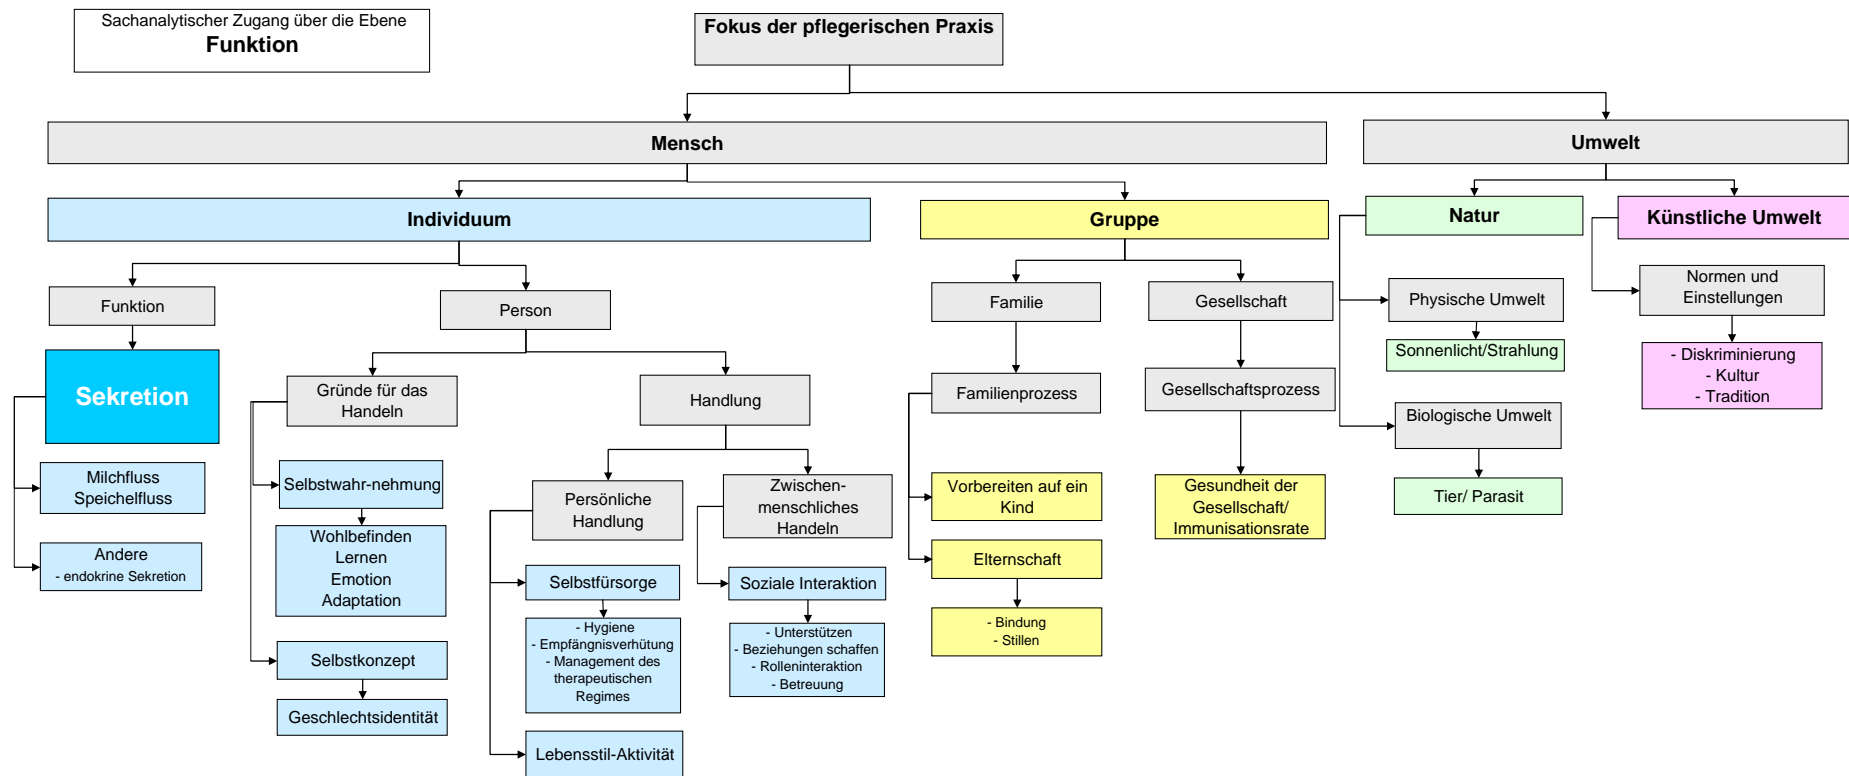 Sachanalytischer Zugang über die Ebene
Funktion
Fokus der pflegerischen Praxis
Mensch
Umwelt
Individuum
Gruppe
Natur
Künstliche Umwelt
Funktion
Person
Familie
Gesellschaft
Physische Umwelt
Normen und
Einstellungen
Sekretion
Gründe für das
Handeln
Handlung
Familienprozess
Gesellschaftsprozess
Sonnenlicht/Strahlung
- Diskriminierung
- Kultur
- Tradition
Biologische Umwelt
Milchfluss
Speichelfluss
Selbstwahr-nehmung
Persönliche
Handlung
Zwischen-
menschliches
Handeln
Vorbereiten auf ein
Kind
Gesundheit der
Gesellschaft/
Immunisationsrate
Tier/ Parasit
Andere
- endokrine Sekretion
Wohlbefinden
Lernen
Emotion
Adaptation
Selbstfürsorge
Soziale Interaktion
Elternschaft
- Hygiene
- Empfängnisverhütung
- Management des
therapeutischen
Regimes
- Unterstützen
- Beziehungen schaffen
- Rolleninteraktion
- Betreuung
- Bindung
- Stillen
Selbstkonzept
Geschlechtsidentität
Lebensstil-Aktivität